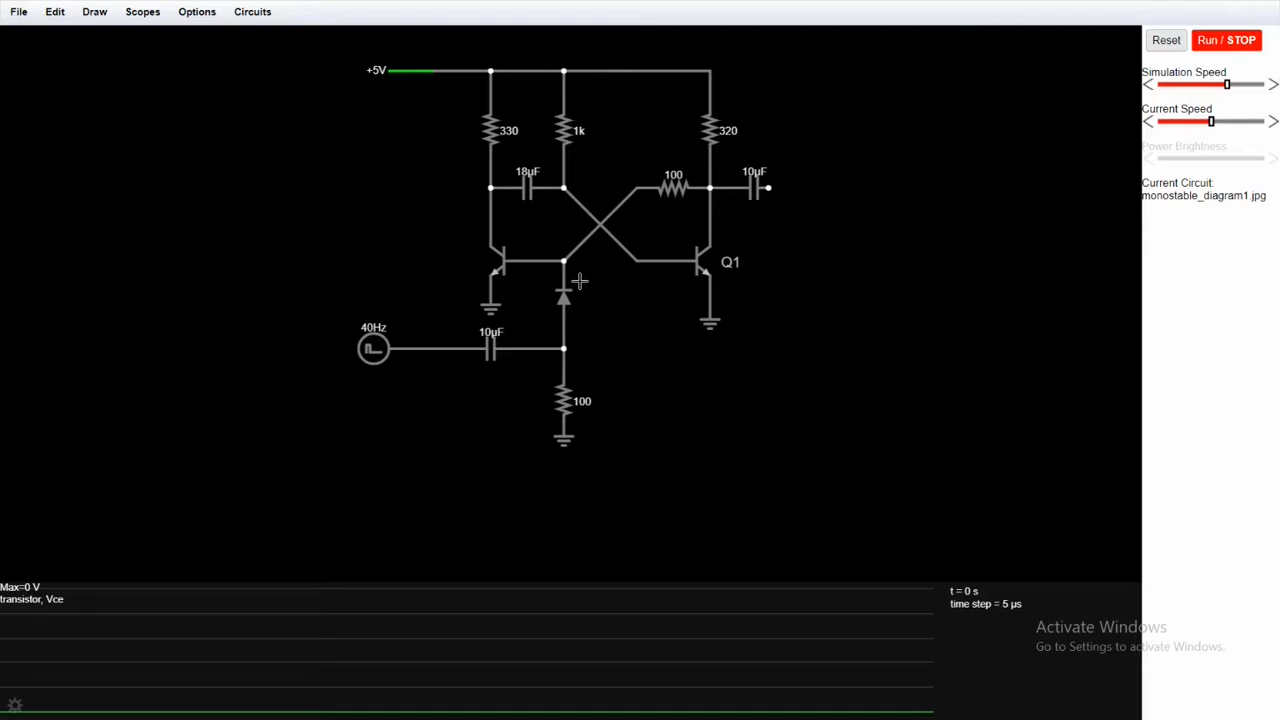 File Edit Draw Scopes Options Circuits
Reset Run / STOP
Simulation Speed
Current Speed
Power Brightness
Current Circuit:
monostable_diagram1.jpg
+5V
330
1k
320
18µF
100
10µF
Q1
40Hz
10µF
100
Max=0 V
transistor, Vce
t = 0 s
time step = 5 µs
Activate Windows
Go to Settings to activate Windows.